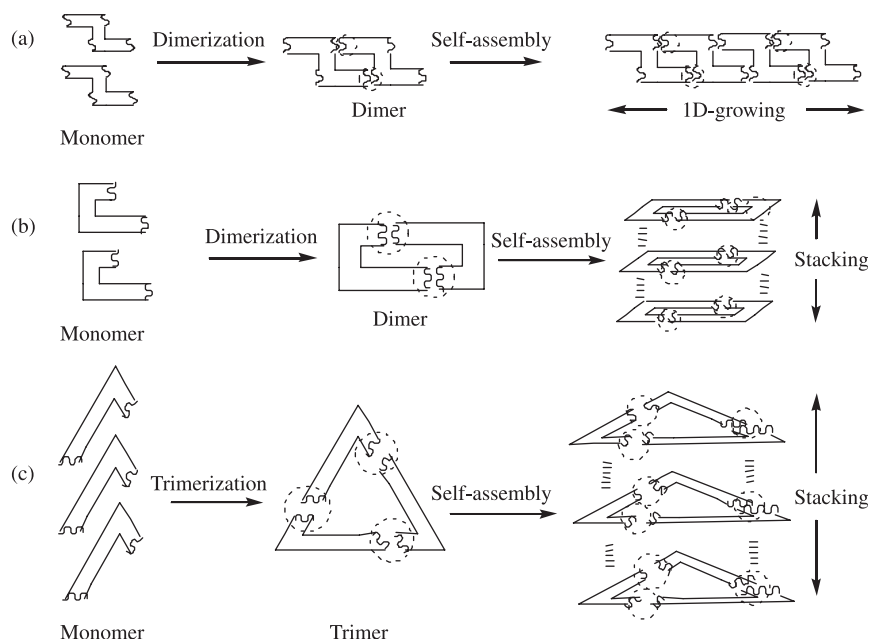 (a)
Dimerization
Self-assembly
Monomer
Dimer
1D-growing
(b)
Dimerization
Self-assembly
Stacking
Monomer
Dimer
(c)
Trimerization
Self-assembly
Stacking
Monomer
Trimer